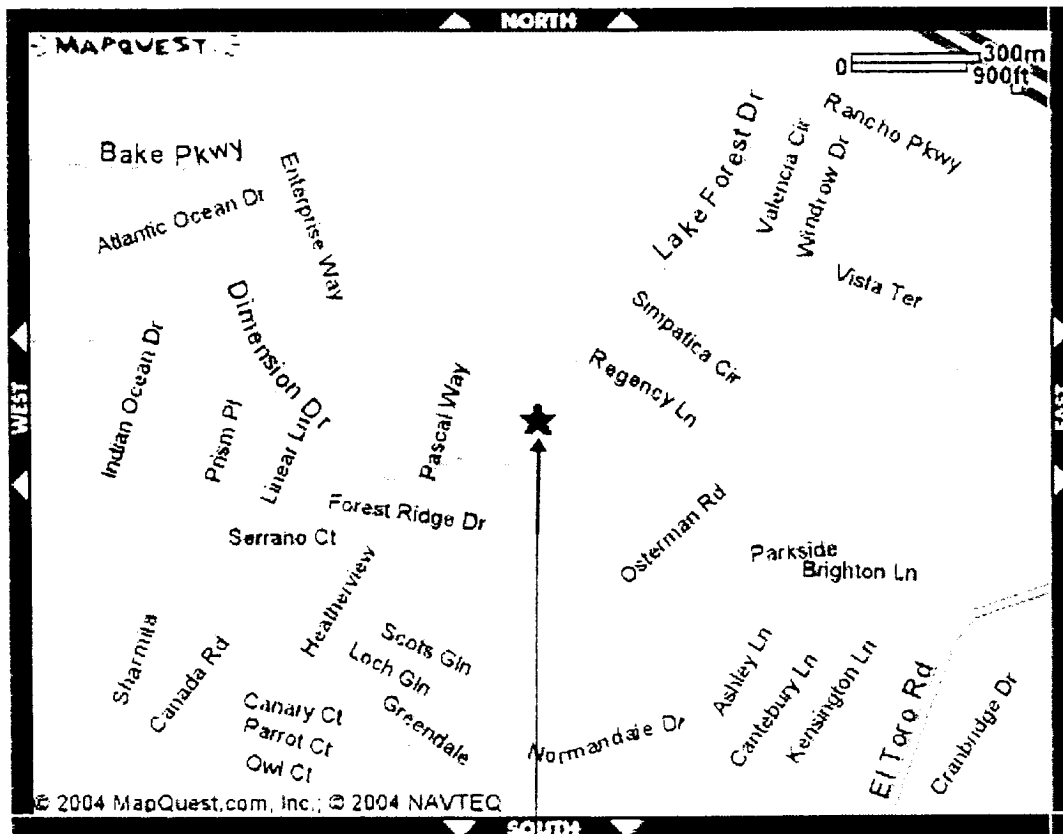 NORTH
MAPQUEST
0 300m
900ft
Bake Pkwy
Atlantic Ocean Dr
Enterprise Way
Lake Forest Dr
Valencia Cir
Windrow Dr
Rancho Pkwy
Vista Ter
Dimension Dr
Simpatica Cir
Regency Ln
WEST
EAST
Indian Ocean Dr
Prism Pl
Linear Ln
Pascal Way
Forest Ridge Dr
Serrano Ct
Osterman Rd
Parkside
Brighton Ln
Heatherview
Sharmila
Canada Rd
Scots Gln
Loch Gln
Greendale
Canary Ct
Parrot Ct
Owl Ct
Normandale Dr
Ashley Ln
Cantebury Ln
Kensington Ln
El Toro Rd
Cranbridge Dr
© 2004 MapQuest.com, Inc.; © 2004 NAVTEQ
SOUTH